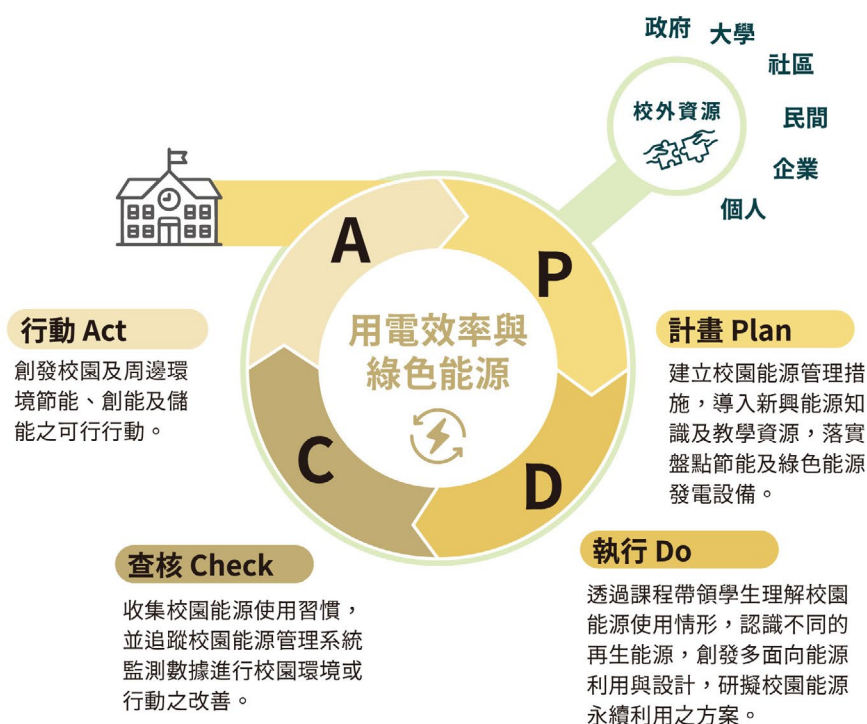 政府
大學
社區
民間
企業
個人
校外資源
A
P
D
C
用電效率與
綠色能源
計畫 Plan
建立校園能源管理措
施，導入新興能源知
識及教學資源，落實
盤點節能及綠色能源
發電設備。
執行 Do
透過課程帶領學生理解校園
能源使用情形，認識不同的
再生能源，創發多面向能源
利用與設計，研擬校園能源
永續利用之方案。
查核 Check
收集校園能源使用習慣，
並追蹤校園能源管理系統
監測數據進行校園環境或
行動之改善。
行動 Act
創發校園及周邊環
境節能、創能及儲
能之可行行動。